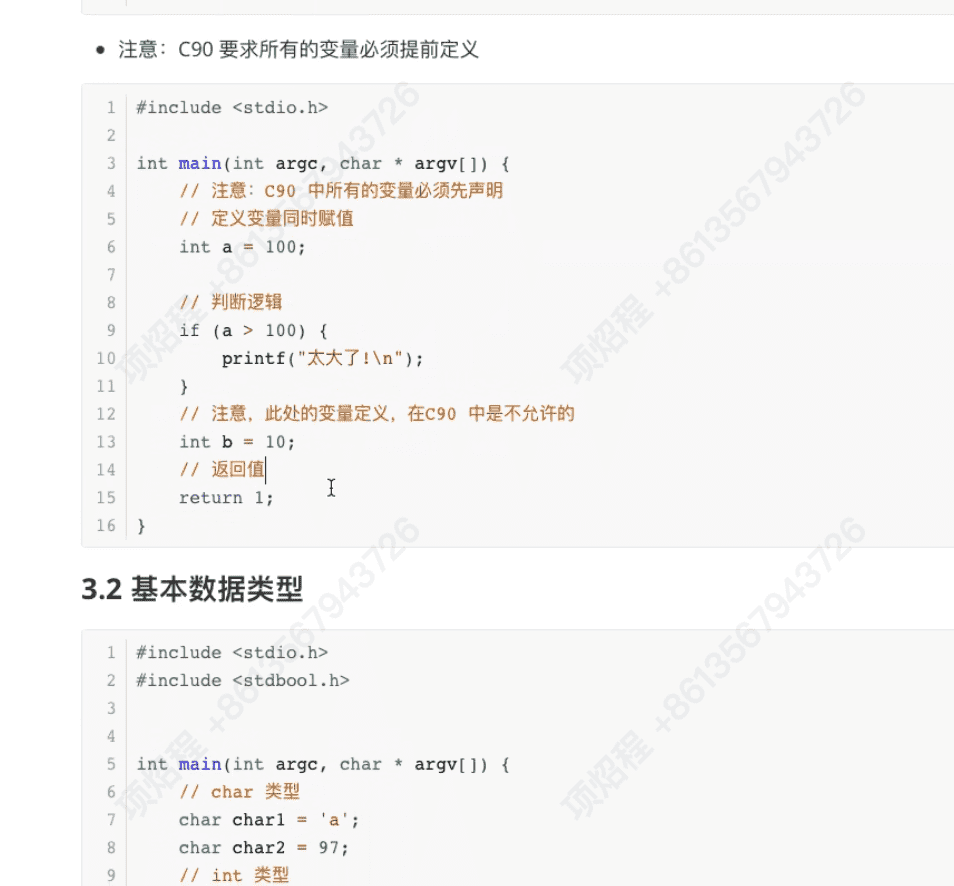 • 注意：C90 要求所有的变量必须提前定义
1 #include <stdio.h>
2
3 int main(int argc, char * argv[]) {
4     // 注意：C90 中所有的变量必须先声明
5     // 定义变量同时赋值
6     int a = 100;
7
8     // 判断逻辑
9     if (a > 100) {
10         printf("太大了!\n");
11     }
12     // 注意，此处的变量定义，在C90 中是不允许的
13     int b = 10;
14     // 返回值
15     return 1;
16 }
3.2 基本数据类型
1 #include <stdio.h>
2 #include <stdbool.h>
3
4
5 int main(int argc, char * argv[]) {
6     // char 类型
7     char char1 = 'a';
8     char char2 = 97;
9     // int 类型
项焰程 +8613567943726
项焰程 +8613567943726
项焰程 +8613567943726
项焰程 +8613567943726